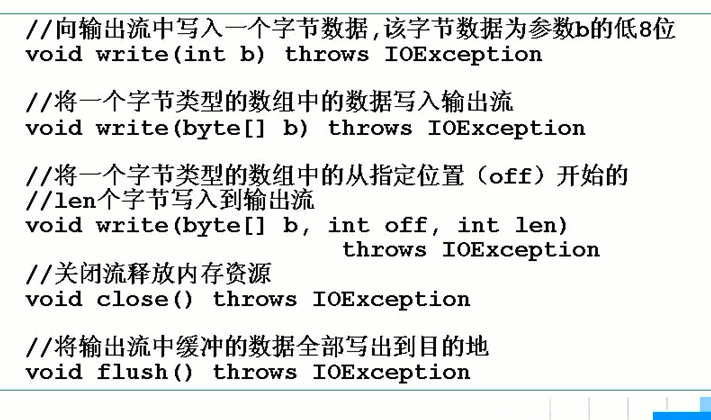 //向输出流中写入一个字节数据,该字节数据为参数b的低8位
void write(int b) throws IOException
//将一个字节类型的数组中的数据写入输出流
void write(byte[] b) throws IOException
//将一个字节类型的数组中的从指定位置（off）开始的
//len个字节写入到输出流
void write(byte[] b, int off, int len)
throws IOException
//关闭流释放内存资源
void close() throws IOException
//将输出流中缓冲的数据全部写出到目的地
void flush() throws IOException